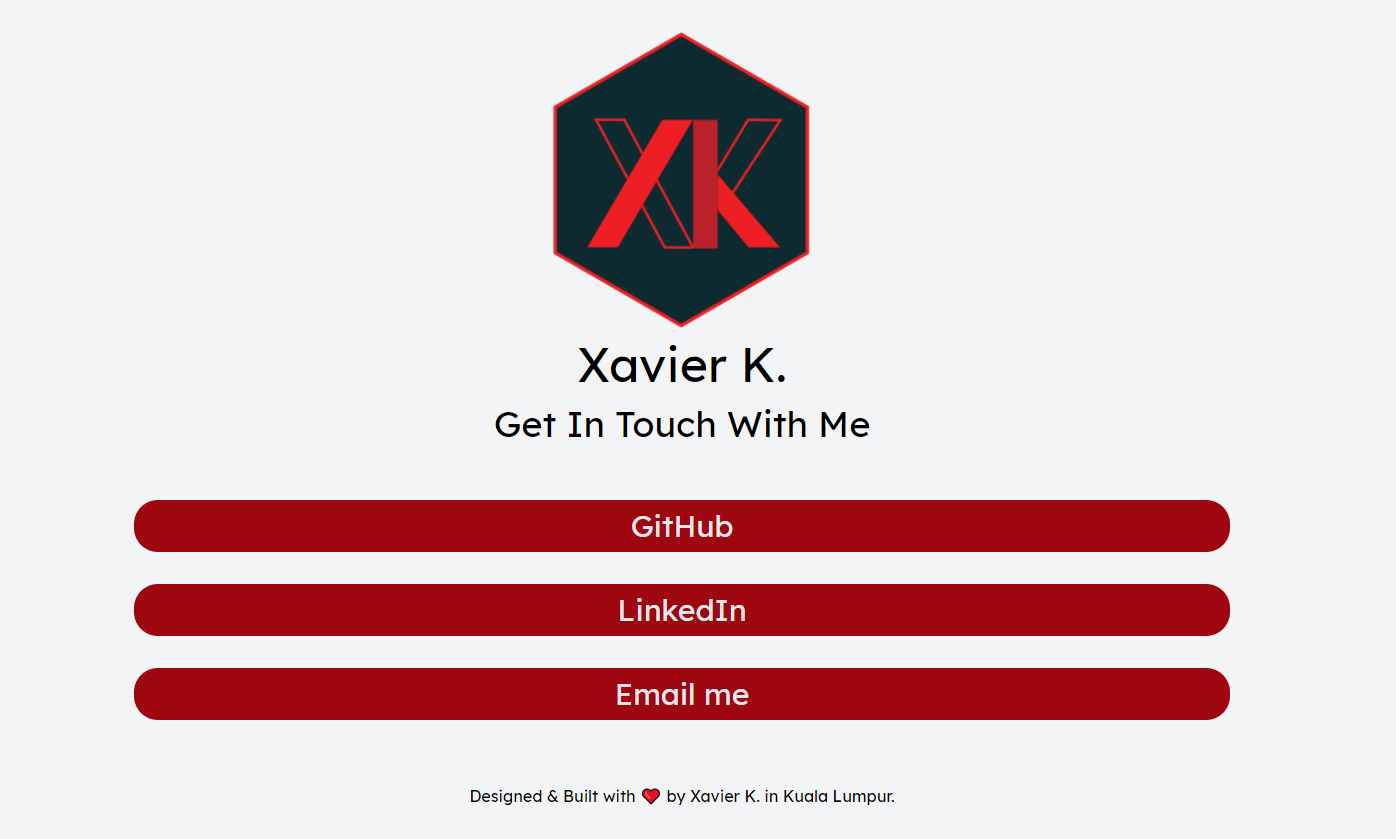 XK
Xavier K.
Get In Touch With Me
GitHub
LinkedIn
Email me
Designed & Built with ❤️ by Xavier K. in Kuala Lumpur.